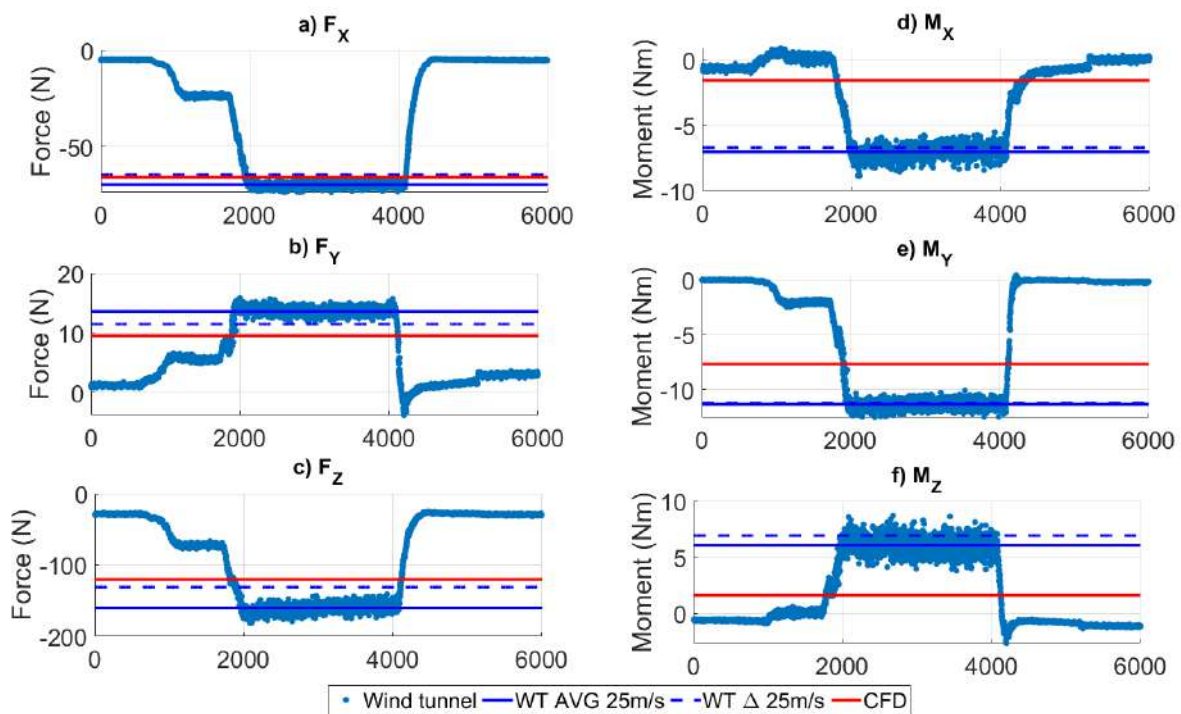 a) F_X
Force (N)
0
-50
0 2000 4000 6000
b) F_Y
Force (N)
20
10
0
0 2000 4000 6000
c) F_Z
Force (N)
0
-100
-200
0 2000 4000 6000
d) M_X
Moment (Nm)
0
-5
-10
0 2000 4000 6000
e) M_Y
Moment (Nm)
0
-5
-10
0 2000 4000 6000
f) M_Z
Moment (Nm)
10
5
0
0 2000 4000 6000
Wind tunnel WT AVG 25m/s WT Δ 25m/s CFD